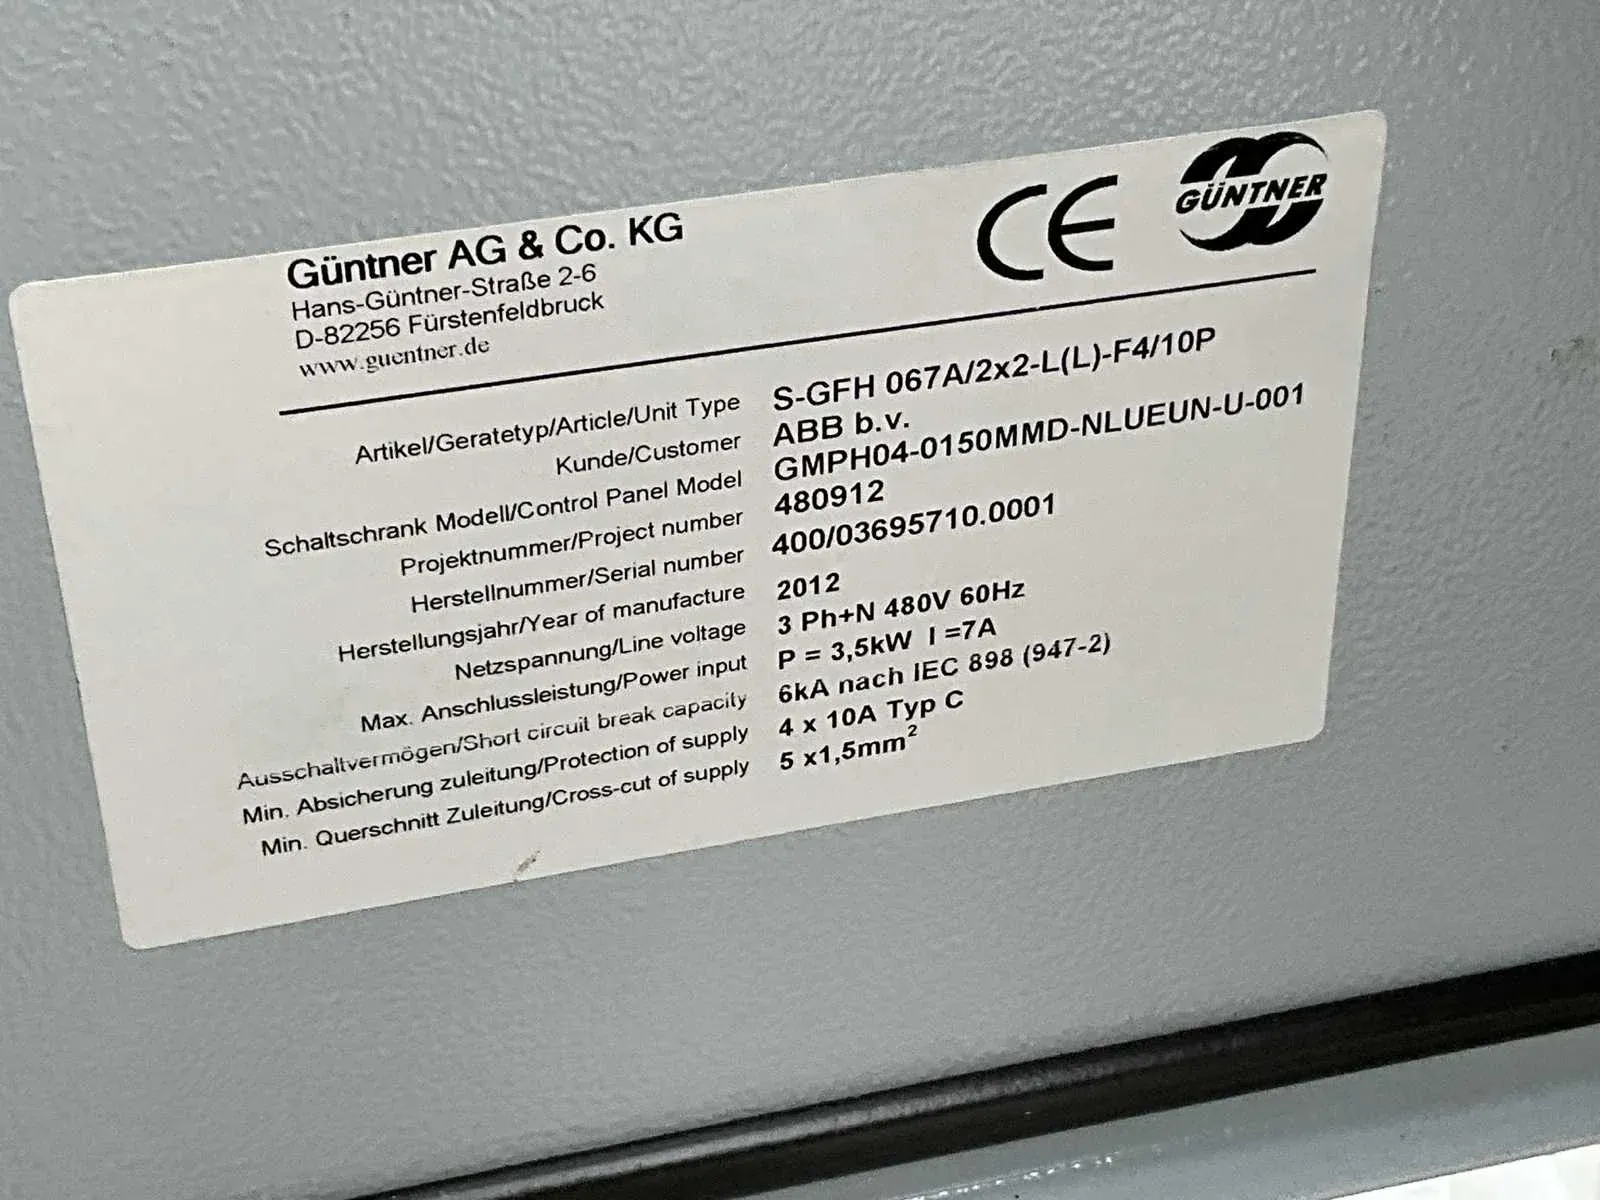 Güntner AG & Co. KG
Hans-Güntner-Straße 2-6
D-82256 Fürstenfeldbruck
www.guentner.de
CE
GÜNTNER
Artikel/Geratetyp/Article/Unit Type S-GFH 067A/2x2-L(L)-F4/10P
Kunde/Customer ABB b.v.
Schaltschrank Modell/Control Panel Model GMPH04-0150MMD-NLUEUN-U-001
Projektnummer/Project number 480912
Herstellnummer/Serial number 400/03695710.0001
Herstellungsjahr/Year of manufacture 2012
Netzspannung/Line voltage 3 Ph+N 480V 60Hz
Max. Anschlussleistung/Power input P = 3,5kW I =7A
Ausschaltvermögen/Short circuit break capacity 6kA nach IEC 898 (947-2)
Min. Absicherung zuleitung/Protection of supply 4 x 10A Typ C
Min. Querschnitt Zuleitung/Cross-cut of supply 5 x1,5mm²